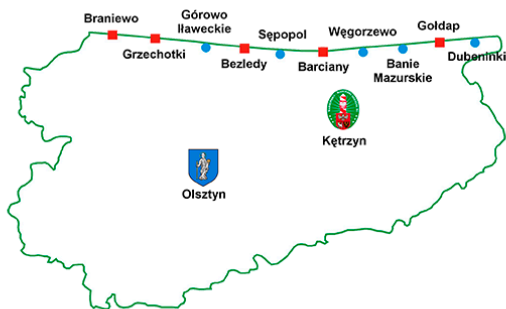 Braniewo
Grzechotki
Górowo
Iławeckie
Bezledy
Sępopol
Barciany
Węgorzewo
Banie
Mazurskie
Gołdap
Dubeninki
Kętrzyn
Olsztyn